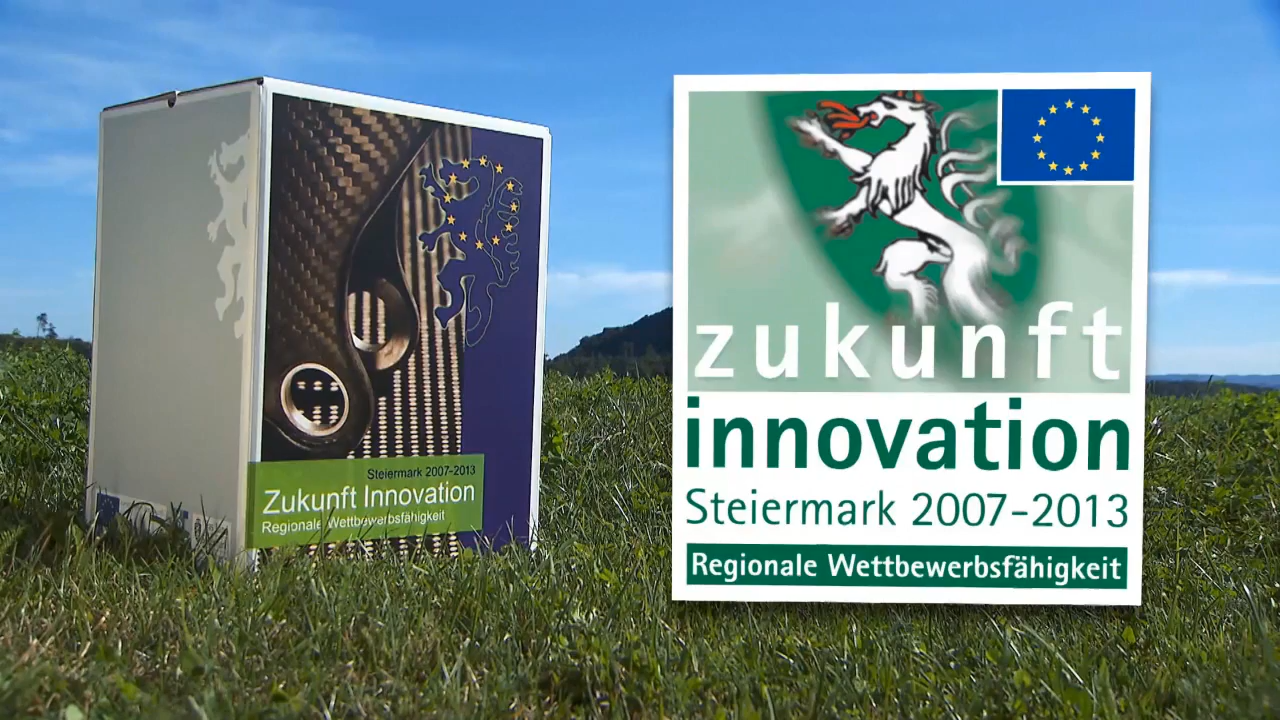 Steiermark 2007-2013
Zukunft Innovation
Regionale Wettbewerbsfähigkeit
zukunft
innovation
Steiermark 2007-2013
Regionale Wettbewerbsfähigkeit